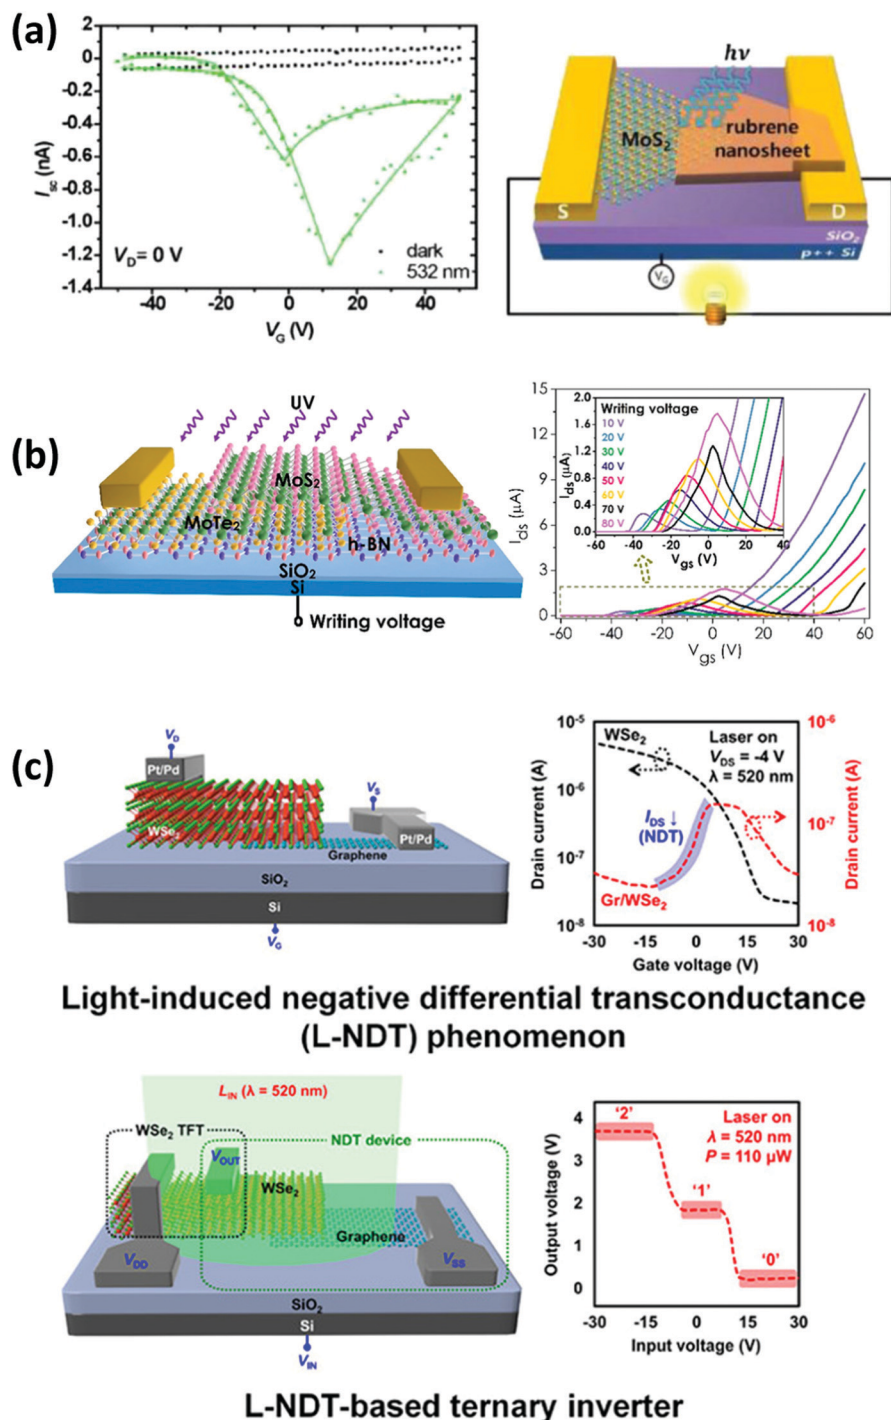 (a)
0.2
0
-0.2
-0.4
-0.6
-0.8
-1.0
-1.2
-1.4
I_sc (nA)
V_D= 0 V
dark
532 nm
-40 -20 0 20 40
V_G (V)
hν
MoS₂
rubrene
nanosheet
S
D
SiO₂
p++ Si
V_G
(b)
UV
MoS₂
MoTe₂
h-BN
SiO₂
Si
Writing voltage
15
12
9
6
3
0
I_ds (μA)
-60 -40 -20 0 20 40 60
V_gs (V)
2.0
1.6
1.2
0.8
0.4
0.0
I_ds (μA)
Writing voltage
10 V
20 V
30 V
40 V
50 V
60 V
70 V
80 V
-60 -40 -20 0 20 40
V_gs (V)
(c)
V_D
Pt/Pd
V_S
WSe₂
Pt/Pd
Graphene
SiO₂
Si
V_G
10⁻⁵
10⁻⁶
10⁻⁷
10⁻⁸
Drain current (A)
WSe₂
Laser on
V_DS = -4 V
λ = 520 nm
I_DS ↓
(NDT)
Gr/WSe₂
10⁻⁶
10⁻⁷
10⁻⁸
Drain current (A)
-30 -15 0 15 30
Gate voltage (V)
Light-induced negative differential transconductance
(L-NDT) phenomenon
L_IN (λ = 520 nm)
WSe₂ TFT
NDT device
V_OUT
WSe₂
Graphene
V_DD
V_SS
SiO₂
Si
V_IN
4
3
2
1
0
Output voltage (V)
'2'
Laser on
λ = 520 nm
P = 110 μW
'1'
'0'
-30 -15 0 15 30
Input voltage (V)
L-NDT-based ternary inverter